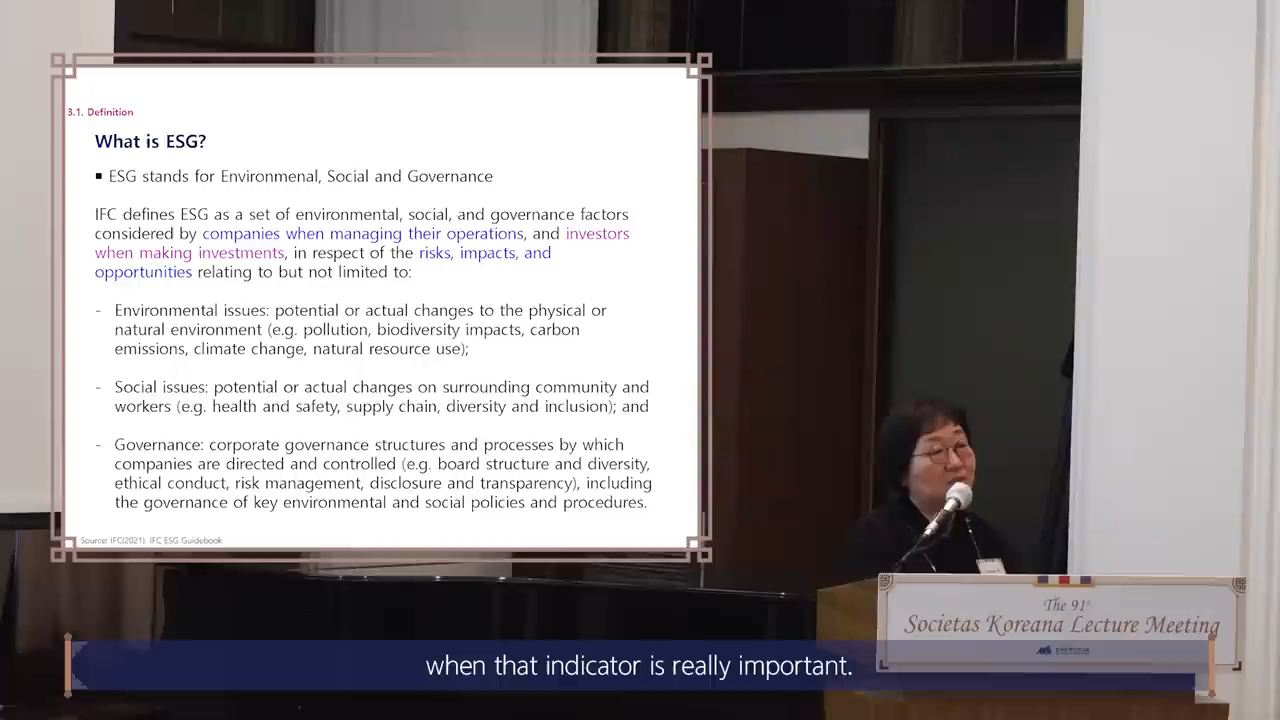 3.1. Definition
What is ESG?
▪ ESG stands for Environmenal, Social and Governance
IFC defines ESG as a set of environmental, social, and governance factors
considered by companies when managing their operations, and investors
when making investments, in respect of the risks, impacts, and
opportunities relating to but not limited to:
- Environmental issues: potential or actual changes to the physical or
natural environment (e.g. pollution, biodiversity impacts, carbon
emissions, climate change, natural resource use);
- Social issues: potential or actual changes on surrounding community and
workers (e.g. health and safety, supply chain, diversity and inclusion); and
- Governance: corporate governance structures and processes by which
companies are directed and controlled (e.g. board structure and diversity,
ethical conduct, risk management, disclosure and transparency), including
the governance of key environmental and social policies and procedures.
Source: IFC(2021). IFC ESG Guidebook
The 91st
Societas Koreana Lecture Meeting
when that indicator is really important.